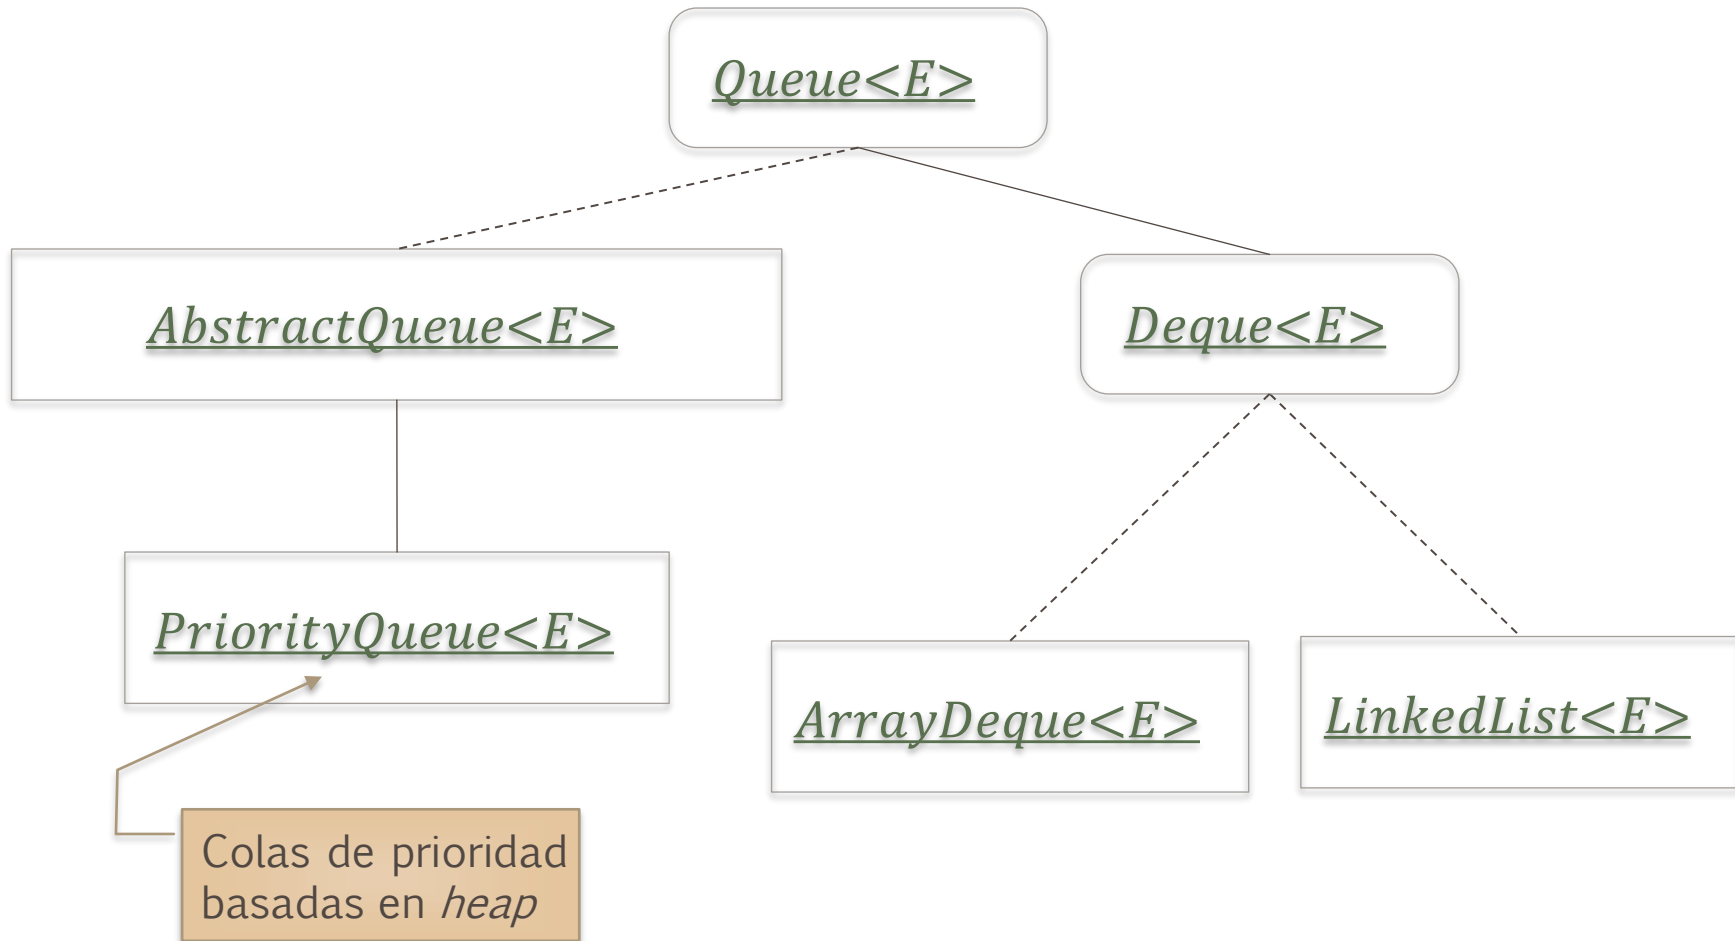 Queue<E>
AbstractQueue<E>
Deque<E>
PriorityQueue<E>
ArrayDeque<E>
LinkedList<E>
Colas de prioridad
basadas en heap